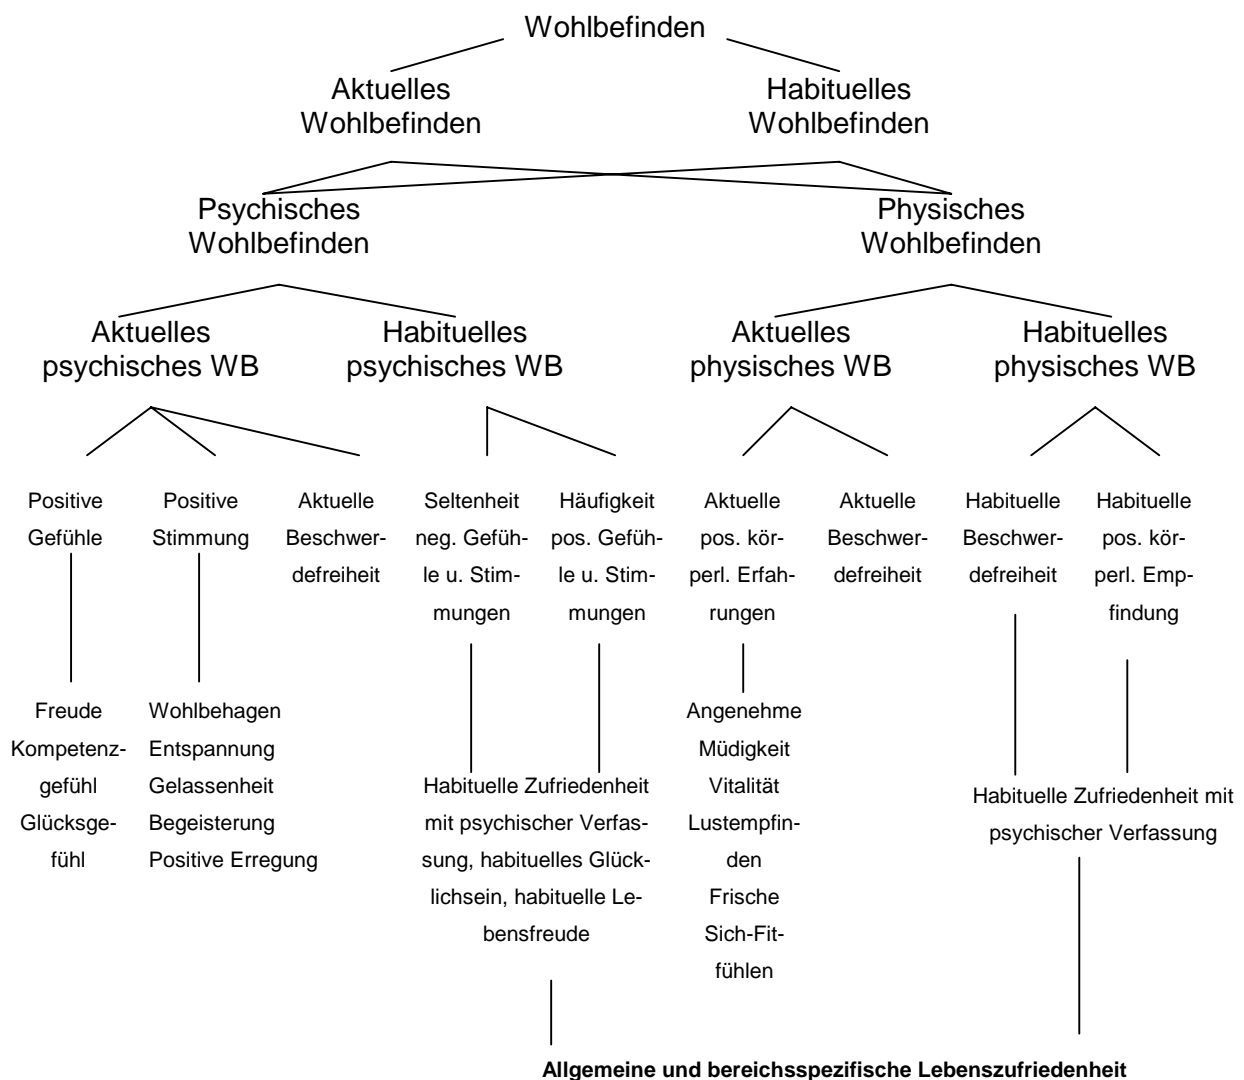 Wohlbefinden
Aktuelles
Wohlbefinden
Habituelles
Wohlbefinden
Psychisches
Wohlbefinden
Physisches
Wohlbefinden
Aktuelles
psychisches WB
Habituelles
psychisches WB
Aktuelles
physisches WB
Habituelles
physisches WB
Positive
Gefühle
Positive
Stimmung
Aktuelle
Beschwer-
defreiheit
Seltenheit
neg. Gefüh-
le u. Stim-
mungen
Häufigkeit
pos. Gefüh-
le u. Stim-
mungen
Aktuelle
pos. kör-
perl. Erfah-
rungen
Aktuelle
Beschwer-
defreiheit
Habituelle
Beschwer-
defreiheit
Habituelle
pos. kör-
perl. Emp-
findung
Freude
Kompetenz-
gefühl
Glücksge-
fühl
Wohlbehagen
Entspannung
Gelassenheit
Begeisterung
Positive Erregung
Habituelle Zufriedenheit
mit psychischer Verfas-
sung, habituelles Glück-
lichsein, habituelle Le-
bensfreude
Angenehme
Müdigkeit
Vitalität
Lustempfin-
den
Frische
Sich-Fit-
fühlen
Habituelle Zufriedenheit mit
psychischer Verfassung
Allgemeine und bereichsspezifische Lebenszufriedenheit